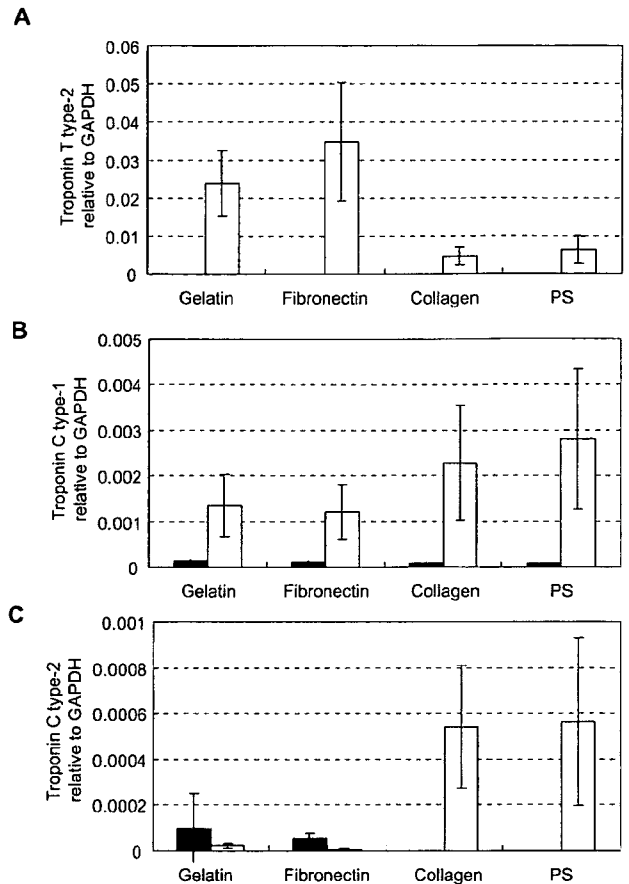 A
Troponin T type-2
relative to GAPDH
0.06
0.05
0.04
0.03
0.02
0.01
0
Gelatin Fibronectin Collagen PS
B
Troponin C type-1
relative to GAPDH
0.005
0.004
0.003
0.002
0.001
0
Gelatin Fibronectin Collagen PS
C
Troponin C type-2
relative to GAPDH
0.001
0.0008
0.0006
0.0004
0.0002
0
Gelatin Fibronectin Collagen PS